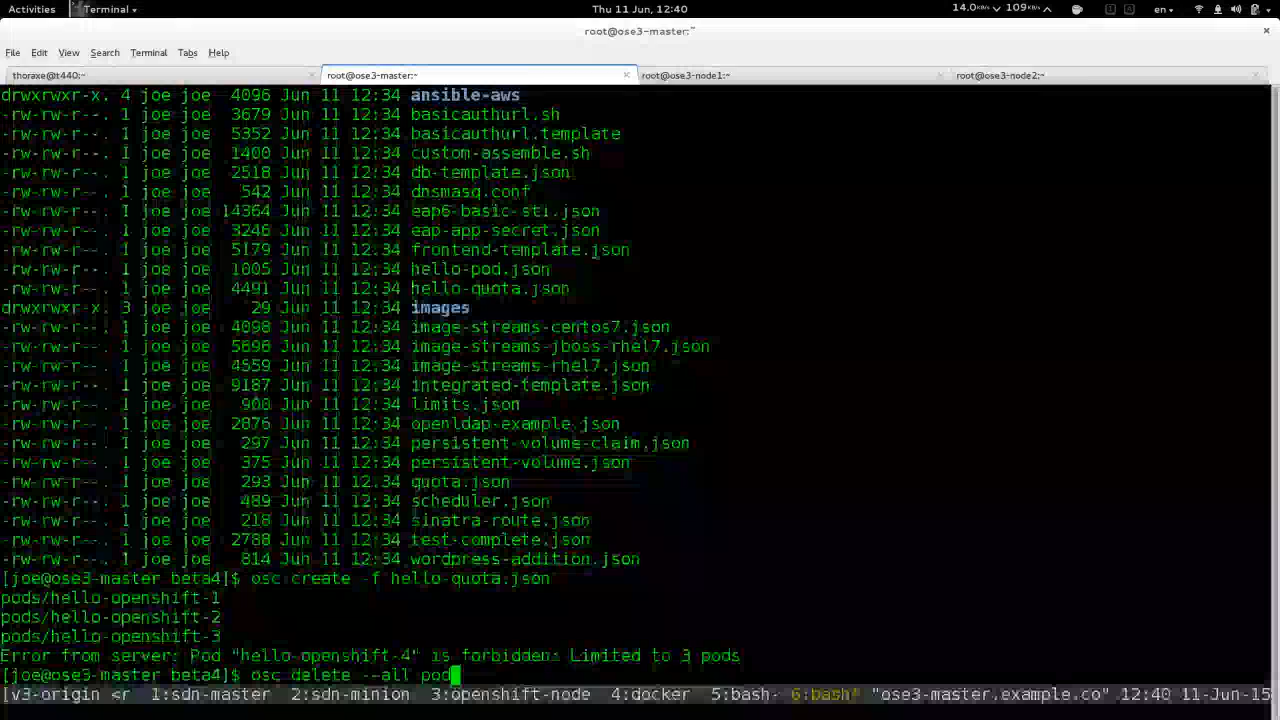 Activities Terminal Thu 11 Jun, 12:40 14.0 KB/s 109 KB/s en
root@ose3-master:~
File Edit View Search Terminal Tabs Help
thoraxe@t440:~ root@ose3-master:~ root@ose3-node1:~ root@ose3-node2:~
drwxrwxr-x. 4 joe joe 4096 Jun 11 12:34 ansible-aws
-rw-rw-r--. 1 joe joe 3679 Jun 11 12:34 basicauthurl.sh
-rw-rw-r--. 1 joe joe 5352 Jun 11 12:34 basicauthurl.template
-rw-rw-r--. 1 joe joe 1400 Jun 11 12:34 custom-assemble.sh
-rw-rw-r--. 1 joe joe 2518 Jun 11 12:34 db-template.json
-rw-rw-r--. 1 joe joe 542 Jun 11 12:34 dnsmasq.conf
-rw-rw-r--. 1 joe joe 14364 Jun 11 12:34 eap6-basic-sti.json
-rw-rw-r--. 1 joe joe 3246 Jun 11 12:34 eap-app-secret.json
-rw-rw-r--. 1 joe joe 5179 Jun 11 12:34 frontend-template.json
-rw-rw-r--. 1 joe joe 1005 Jun 11 12:34 hello-pod.json
-rw-rw-r--. 1 joe joe 4491 Jun 11 12:34 hello-quota.json
drwxrwxr-x. 3 joe joe 29 Jun 11 12:34 images
-rw-rw-r--. 1 joe joe 4098 Jun 11 12:34 image-streams-centos7.json
-rw-rw-r--. 1 joe joe 5696 Jun 11 12:34 image-streams-jboss-rhel7.json
-rw-rw-r--. 1 joe joe 4559 Jun 11 12:34 image-streams-rhel7.json
-rw-rw-r--. 1 joe joe 9187 Jun 11 12:34 integrated-template.json
-rw-rw-r--. 1 joe joe 900 Jun 11 12:34 limits.json
-rw-rw-r--. 1 joe joe 2876 Jun 11 12:34 openldap-example.json
-rw-rw-r--. 1 joe joe 297 Jun 11 12:34 persistent-volume-claim.json
-rw-rw-r--. 1 joe joe 375 Jun 11 12:34 persistent-volume.json
-rw-rw-r--. 1 joe joe 293 Jun 11 12:34 quota.json
-rw-rw-r--. 1 joe joe 489 Jun 11 12:34 scheduler.json
-rw-rw-r--. 1 joe joe 218 Jun 11 12:34 sinatra-route.json
-rw-rw-r--. 1 joe joe 2788 Jun 11 12:34 test-complete.json
-rw-rw-r--. 1 joe joe 814 Jun 11 12:34 wordpress-addition.json
[joe@ose3-master beta4]$ osc create -f hello-quota.json
pods/hello-openshift-1
pods/hello-openshift-2
pods/hello-openshift-3
Error from server: Pod "hello-openshift-4" is forbidden: Limited to 3 pods
[joe@ose3-master beta4]$ osc delete --all pod
[v3-origin <r 1:sdn-master 2:sdn-minion 3:openshift-node 4:docker 5:bash- 6:bash* "ose3-master.example.co" 12:40 11-Jun-15